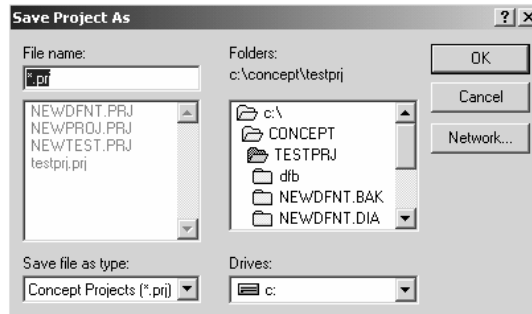 Save Project As
File name:
*.prj
NEWDFNT.PRJ
NEWPROJ.PRJ
NEWTEST.PRJ
testprj.prj
Save file as type:
Concept Projects (*.prj)
Folders:
c:\concept\testprj
c:\
CONCEPT
TESTPRJ
dfb
NEWDFNT.BAK
NEWDFNT.DIA
Drives:
c:
OK
Cancel
Network...